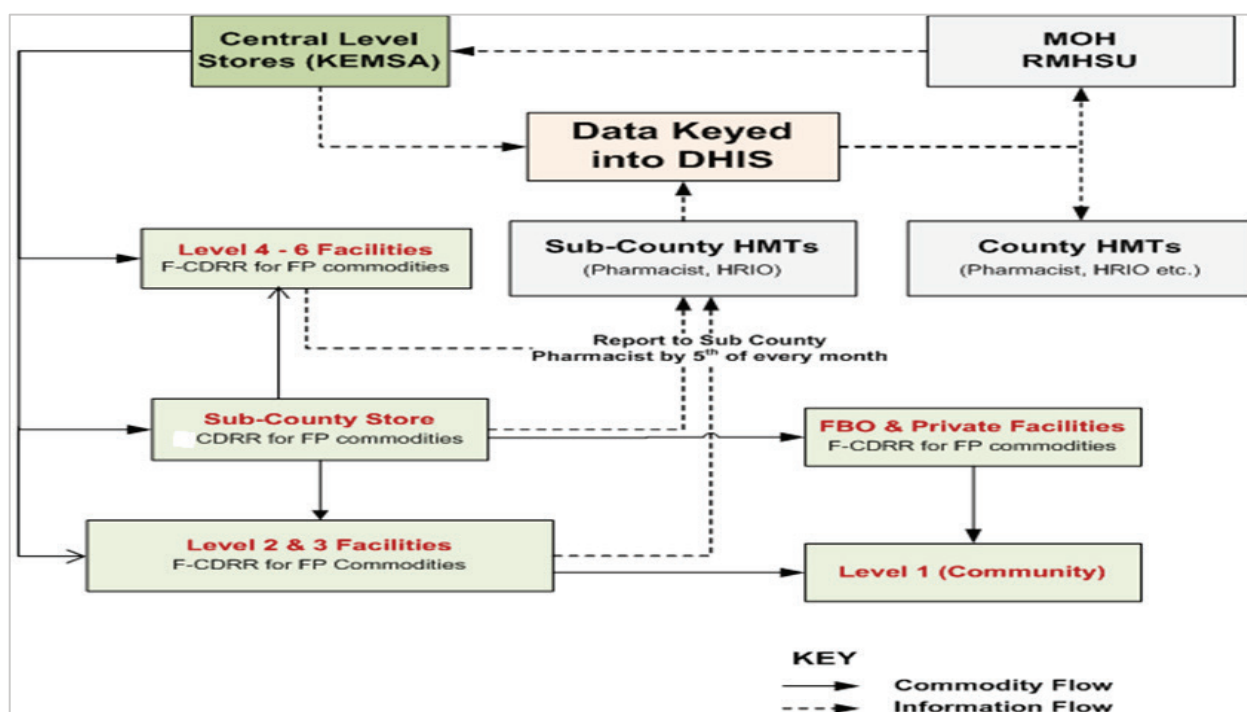 Central Level
Stores (KEMSA)
MOH
RMHSU
Data Keyed
into DHIS
Level 4 - 6 Facilities
F-CDRR for FP commodities
Sub-County HMTs
(Pharmacist, HRIO)
County HMTs
(Pharmacist, HRIO etc.)
Report to Sub County
Pharmacist by 5th of every month
Sub-County Store
CDRR for FP commodities
FBO & Private Facilities
F-CDRR for FP commodities
Level 2 & 3 Facilities
F-CDRR for FP Commodities
Level 1 (Community)
KEY
Commodity Flow
Information Flow